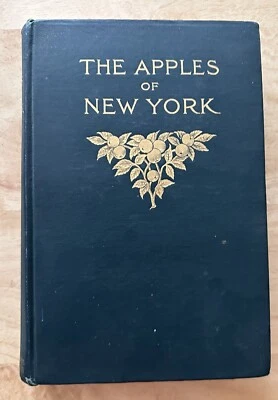 THE APPLES
OF
NEW YORK